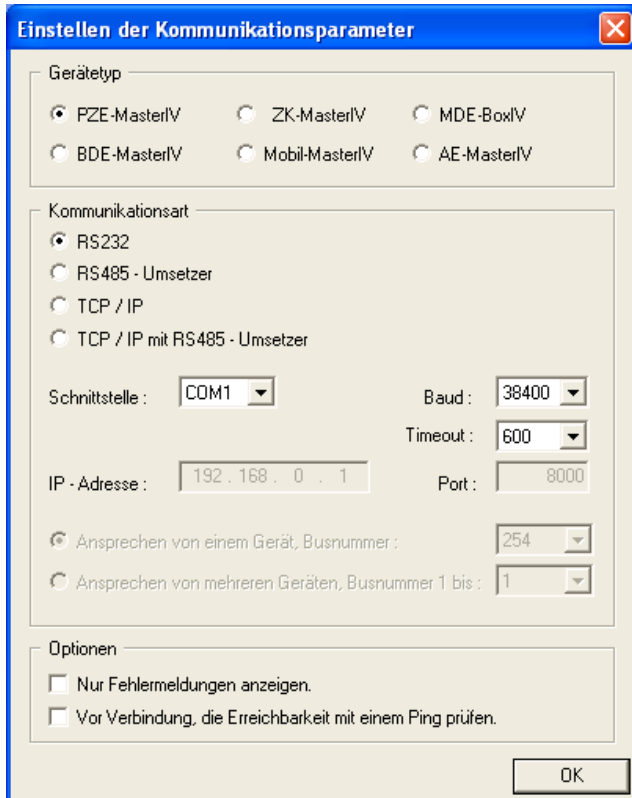 Einstellen der Kommunikationsparameter
Gerätetyp
PZE-MasterIV ZK-MasterIV MDE-BoxIV
BDE-MasterIV Mobil-MasterIV AE-MasterIV
Kommunikationsart
RS232
RS485 - Umsetzer
TCP / IP
TCP / IP mit RS485 - Umsetzer
Schnittstelle : COM1 Baud : 38400
Timeout : 600
IP - Adresse : 192 . 168 . 0 . 1 Port : 8000
Ansprechen von einem Gerät, Busnummer : 254
Ansprechen von mehreren Geräten, Busnummer 1 bis : 1
Optionen
Nur Fehlermeldungen anzeigen.
Vor Verbindung, die Erreichbarkeit mit einem Ping prüfen.
OK